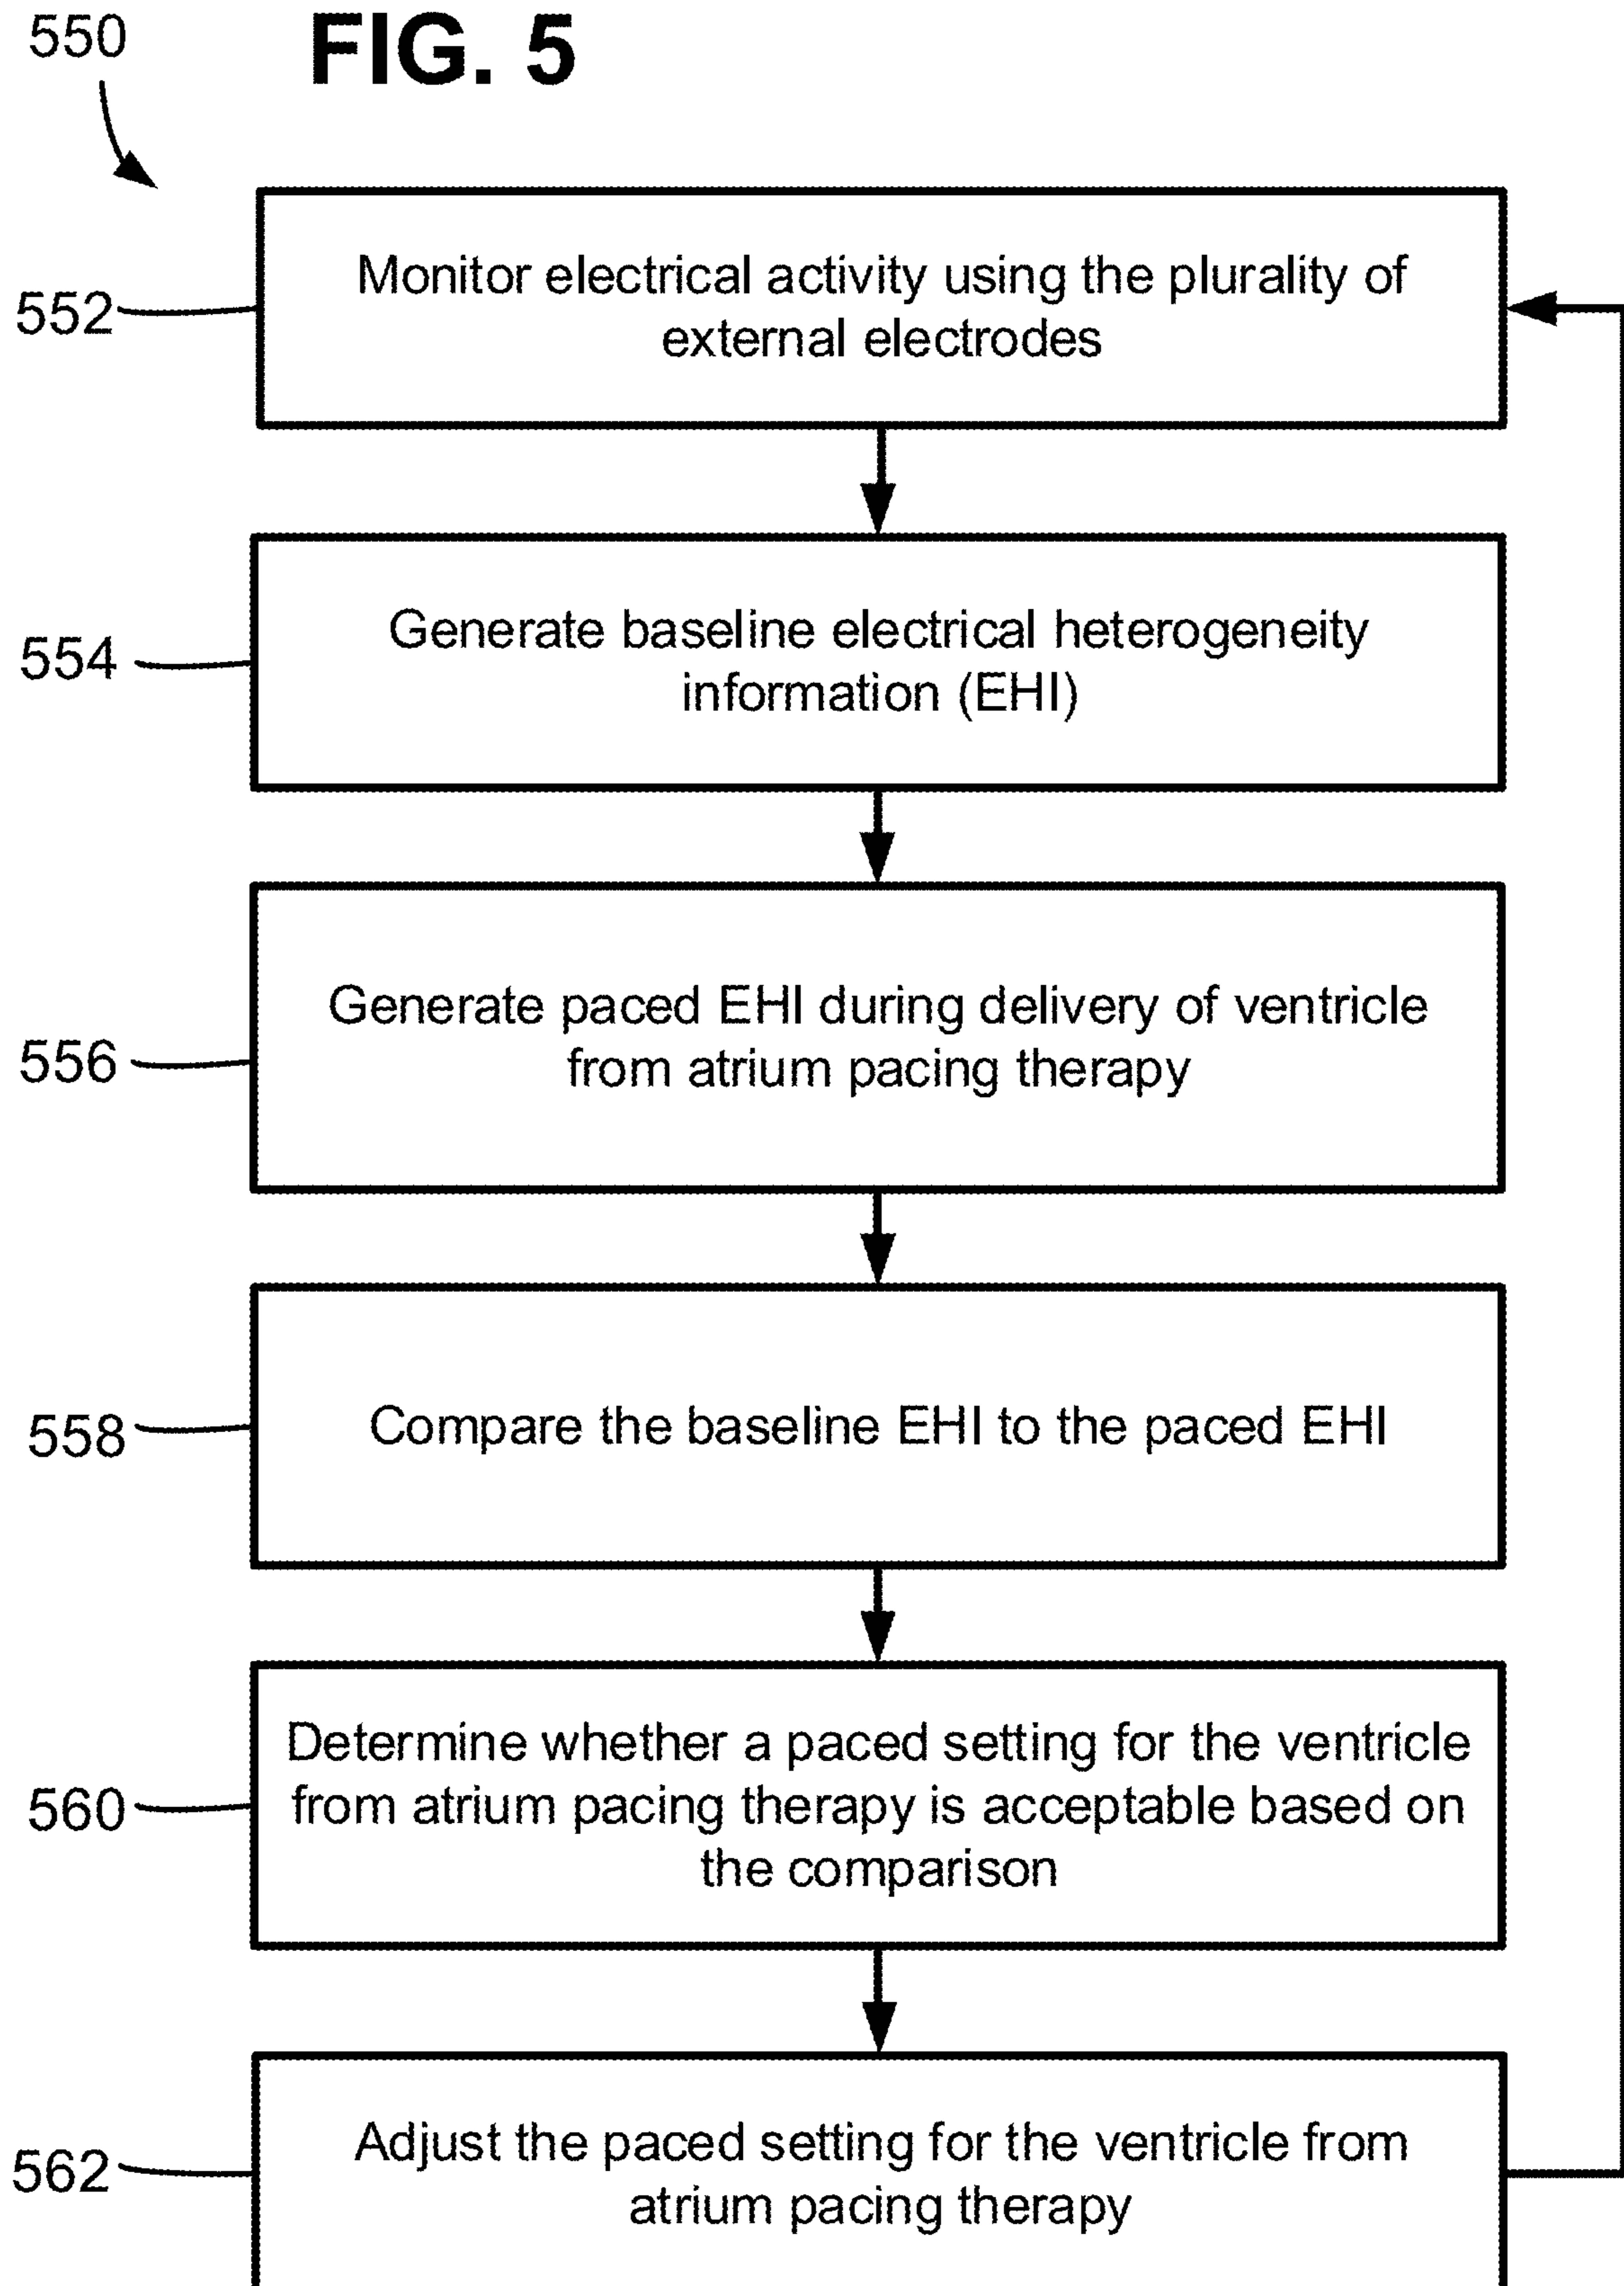 550
FIG. 5
552
Monitor electrical activity using the plurality of
external electrodes
554
Generate baseline electrical heterogeneity
information (EHI)
556
Generate paced EHI during delivery of ventricle
from atrium pacing therapy
558
Compare the baseline EHI to the paced EHI
560
Determine whether a paced setting for the ventricle
from atrium pacing therapy is acceptable based on
the comparison
562
Adjust the paced setting for the ventricle from
atrium pacing therapy